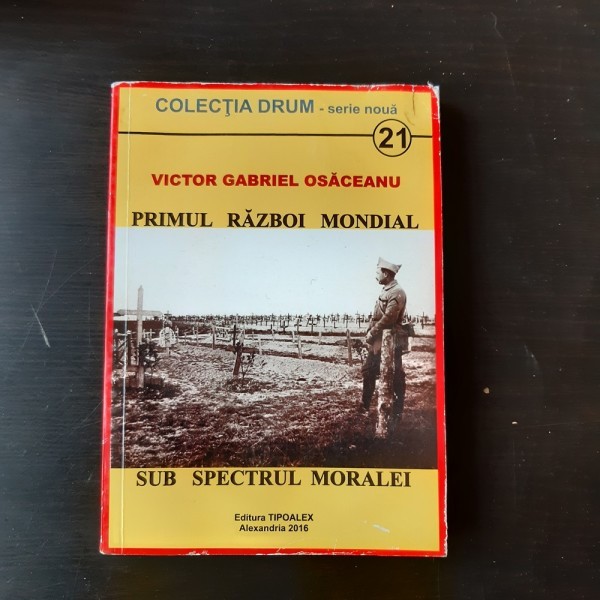 COLECŢIA DRUM - serie nouă
21
VICTOR GABRIEL OSĂCEANU
PRIMUL RĂZBOI MONDIAL
SUB SPECTRUL MORALEI
Editura TIPOALEX
Alexandria 2016